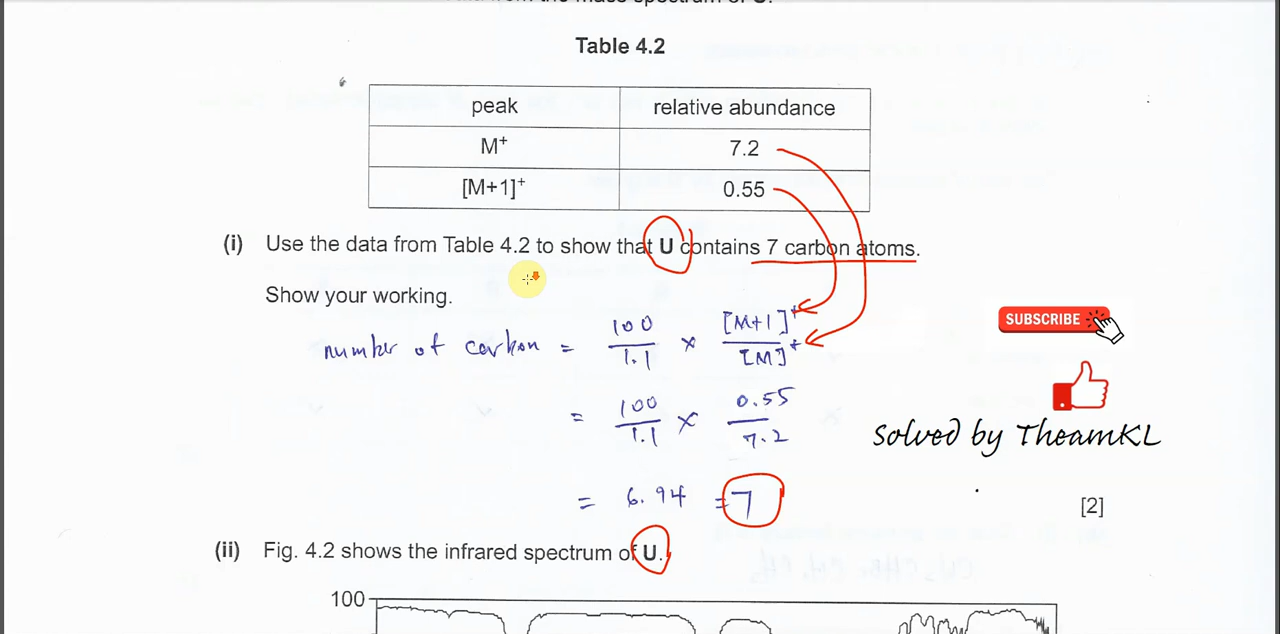 Table 4.2
peak relative abundance
M⁺ 7.2
[M+1]⁺ 0.55
(i) Use the data from Table 4.2 to show that U contains 7 carbon atoms.
Show your working.
number of carbon = 100/1.1 × [M+1]⁺/[M]⁺
= 100/1.1 × 0.55/7.2
= 6.94 = 7
SUBSCRIBE
Solved by TheamKL
[2]
(ii) Fig. 4.2 shows the infrared spectrum of U.
100